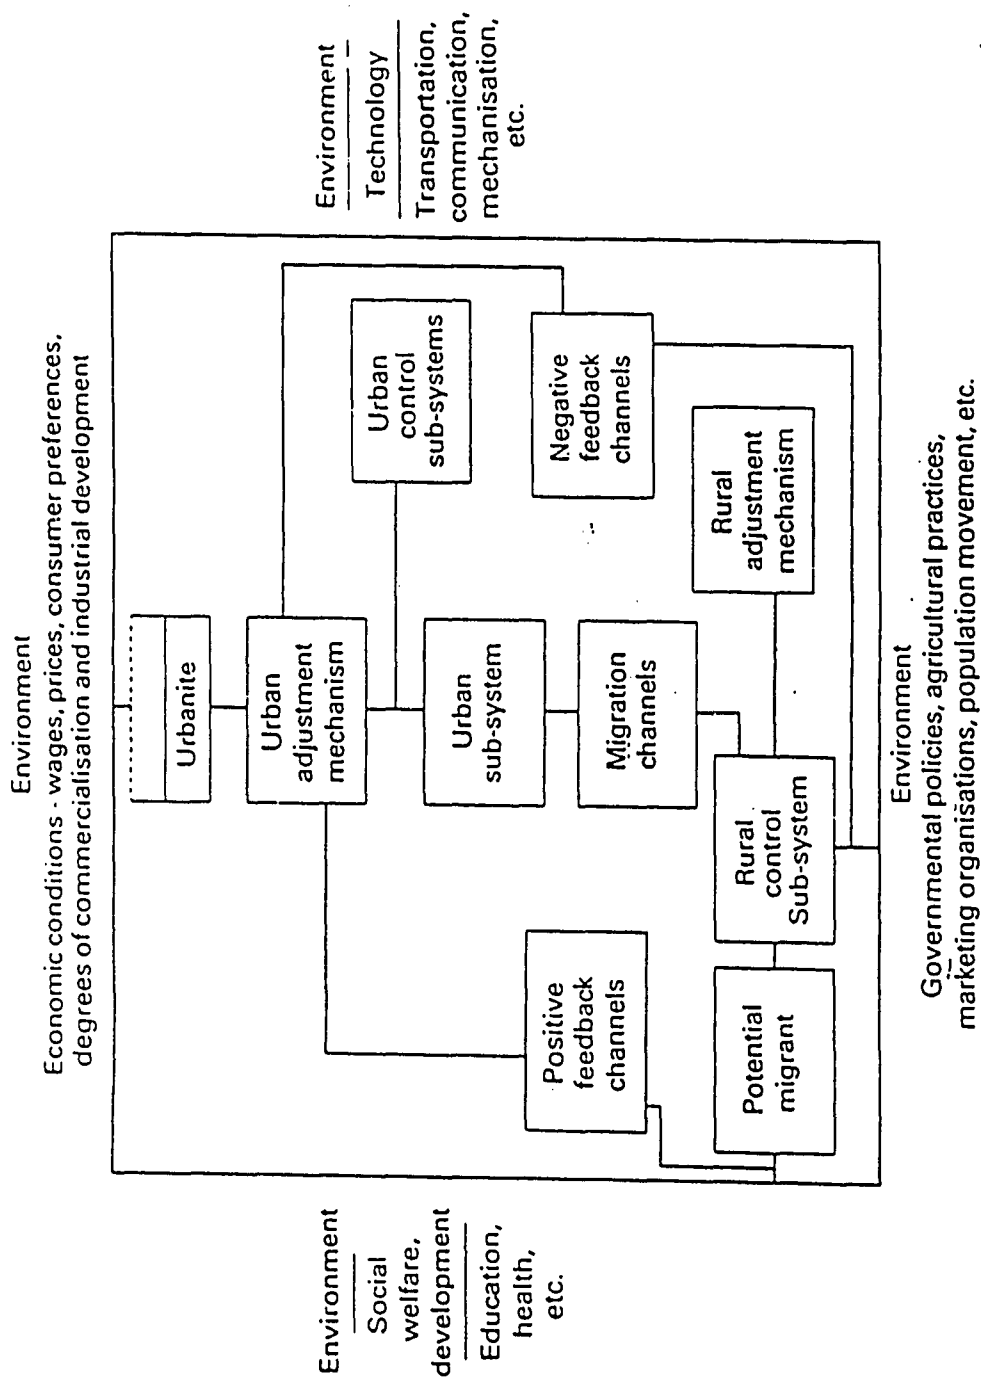 Environment
Economic conditions - wages, prices, consumer preferences,
degrees of commercialisation and industrial development
Environment
Social
welfare,
development
Education,
health,
etc.
Environment
Technology
Transportation,
communication,
mechanisation,
etc.
Urbanite
Urban
adjustment
mechanism
Urban
control
sub-systems
Positive
feedback
channels
Urban
sub-system
Negative
feedback
channels
Migration
channels
Potential
migrant
Rural
control
Sub-system
Rural
adjustment
mechanism
Environment
Governmental policies, agricultural practices,
marketing organisations, population movement, etc.